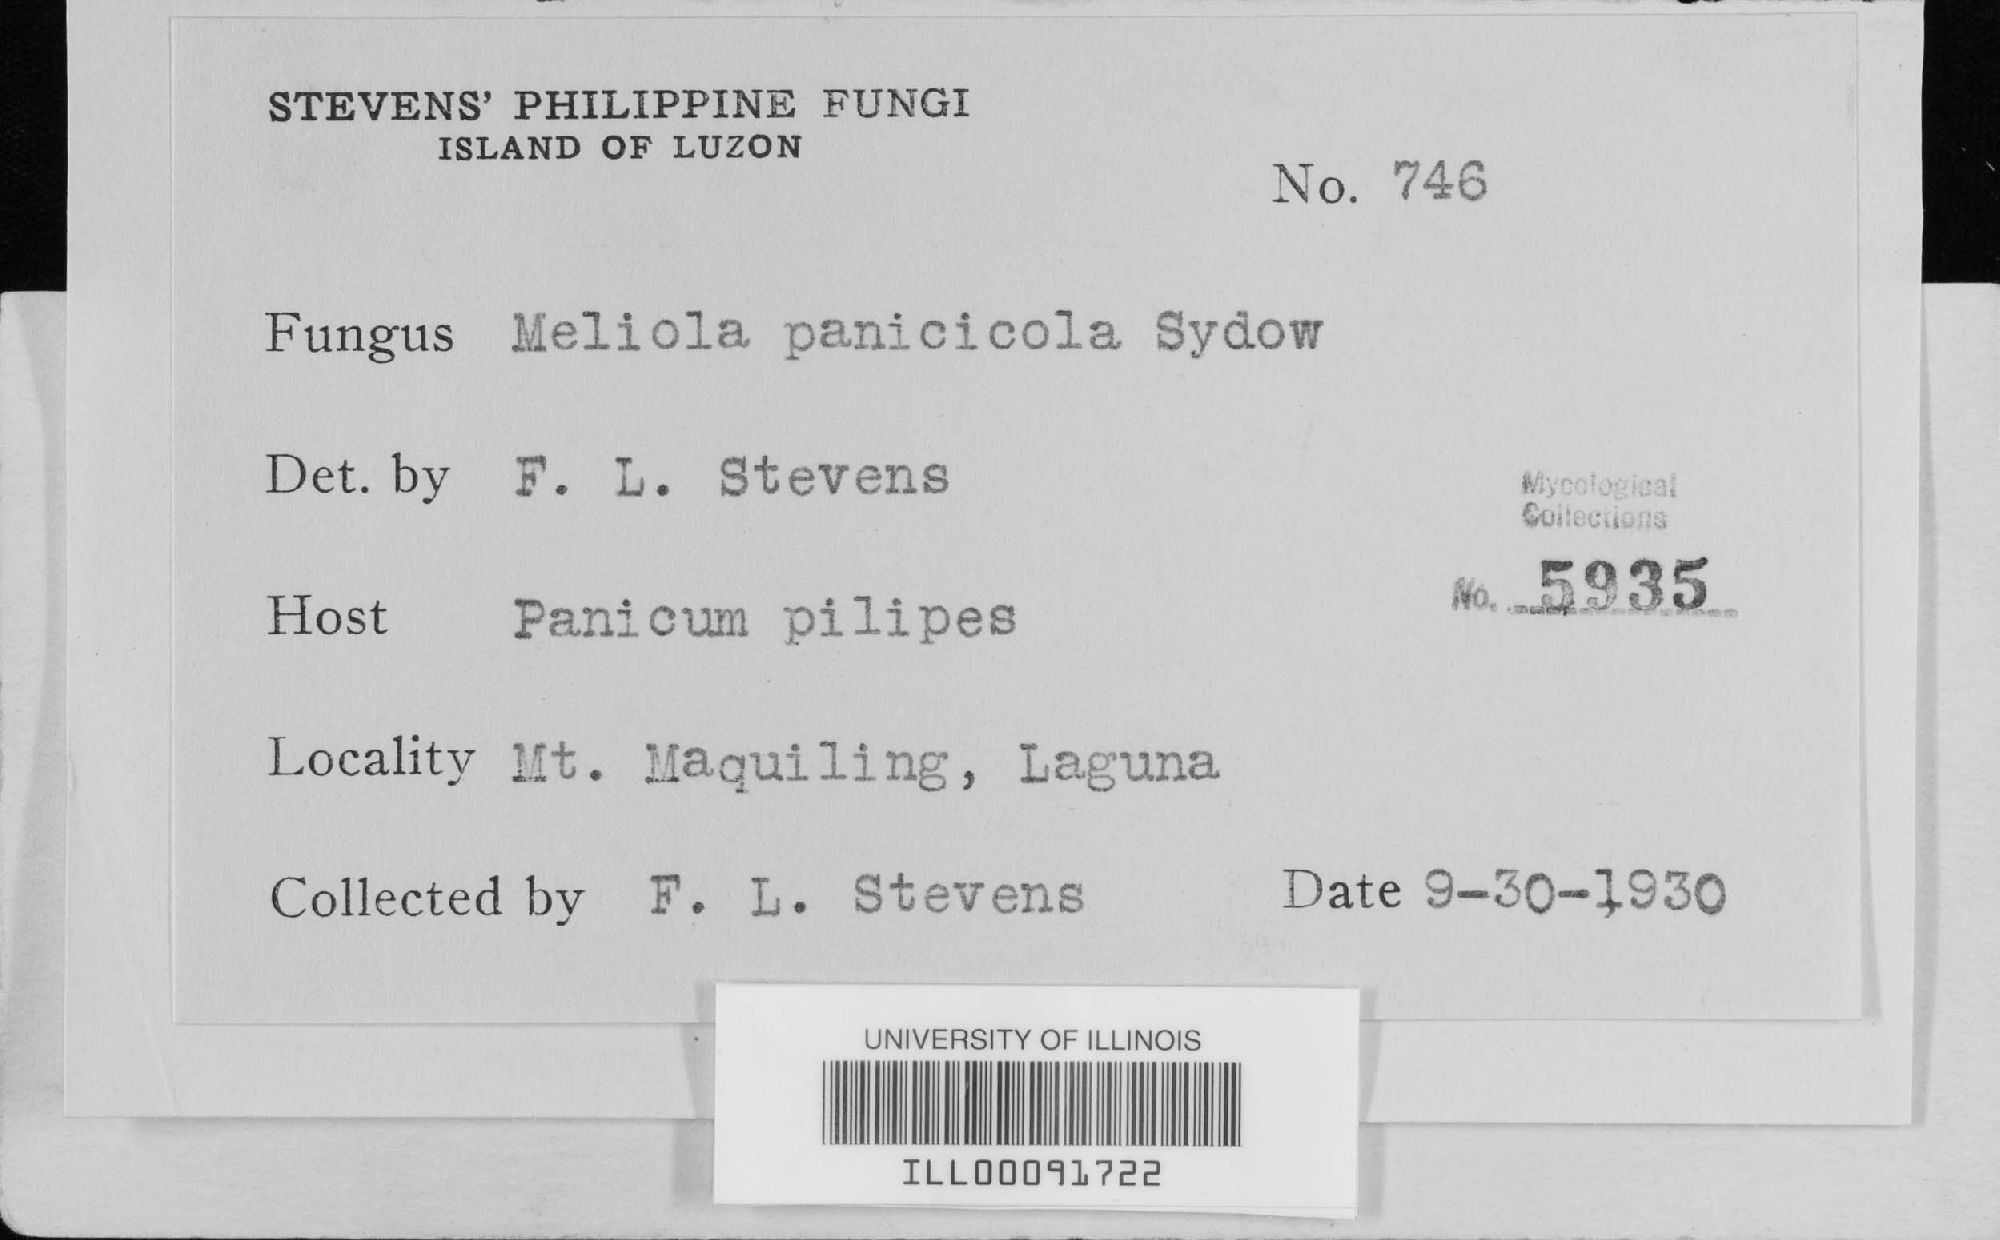 STEVENS' PHILIPPINE FUNGI
ISLAND OF LUZON
No. 746
Fungus Meliola panicicola Sydow
Det. by F. L. Stevens
Mycological
Collections
Host Panicum pilipes
No. 5935
Locality Mt. Maquiling, Laguna
Collected by F. L. Stevens Date 9-30-1930
UNIVERSITY OF ILLINOIS
ILL00091722